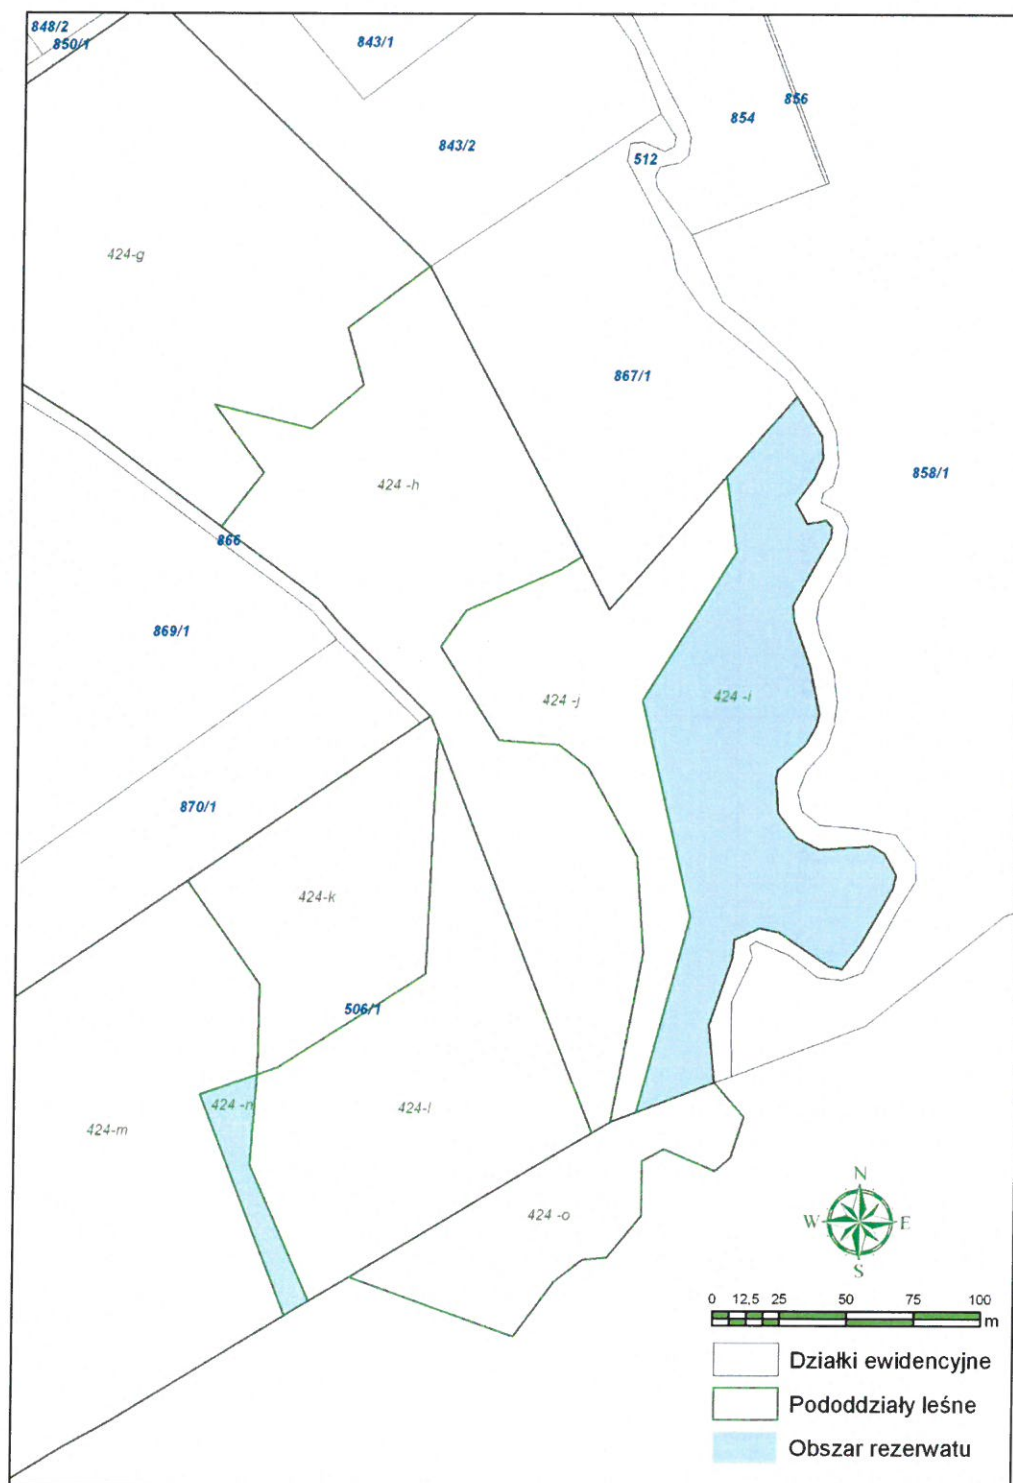 848/2
850/1
843/1
856
854
843/2
512
424-g
867/1
858/1
424 -h
866
869/1
424 -j
424 -i
870/1
424-k
506/1
424 -n
424-l
424-m
424 -o
N
W E
S
0 12,5 25 50 75 100
m
Działki ewidencyjne
Pododdziały leśne
Obszar rezerwatu